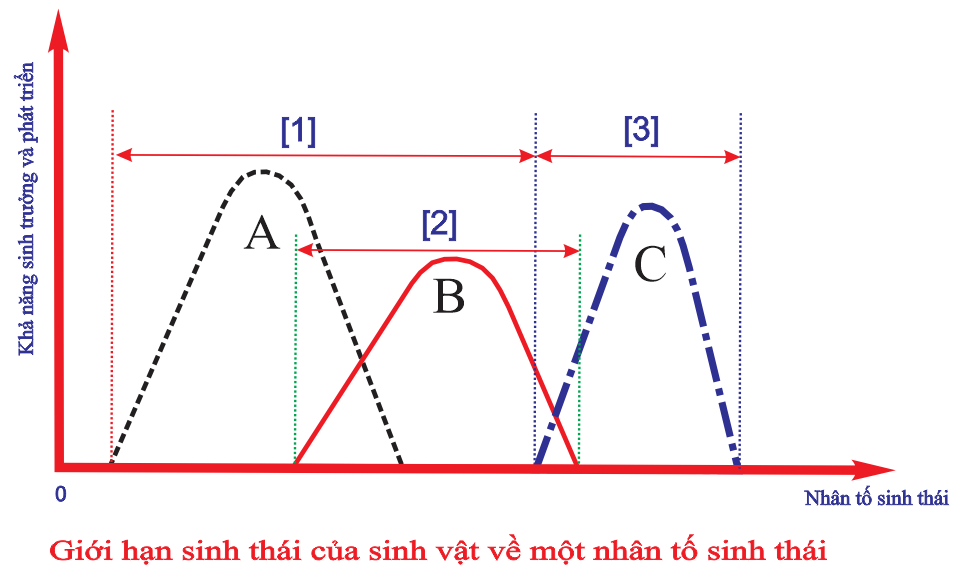 Khả năng sinh trưởng và phát triển
[1]
[3]
[2]
A
B
C
0
Nhân tố sinh thái
Giới hạn sinh thái của sinh vật về một nhân tố sinh thái